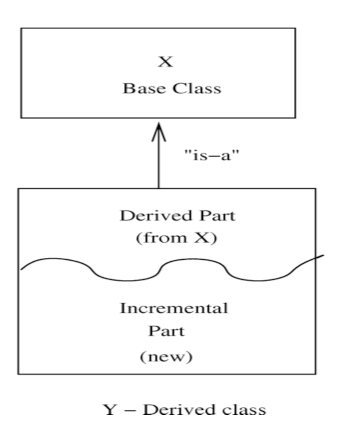 X
Base Class
"is-a"
Derived Part
(from X)
Incremental
Part
(new)
Y – Derived class